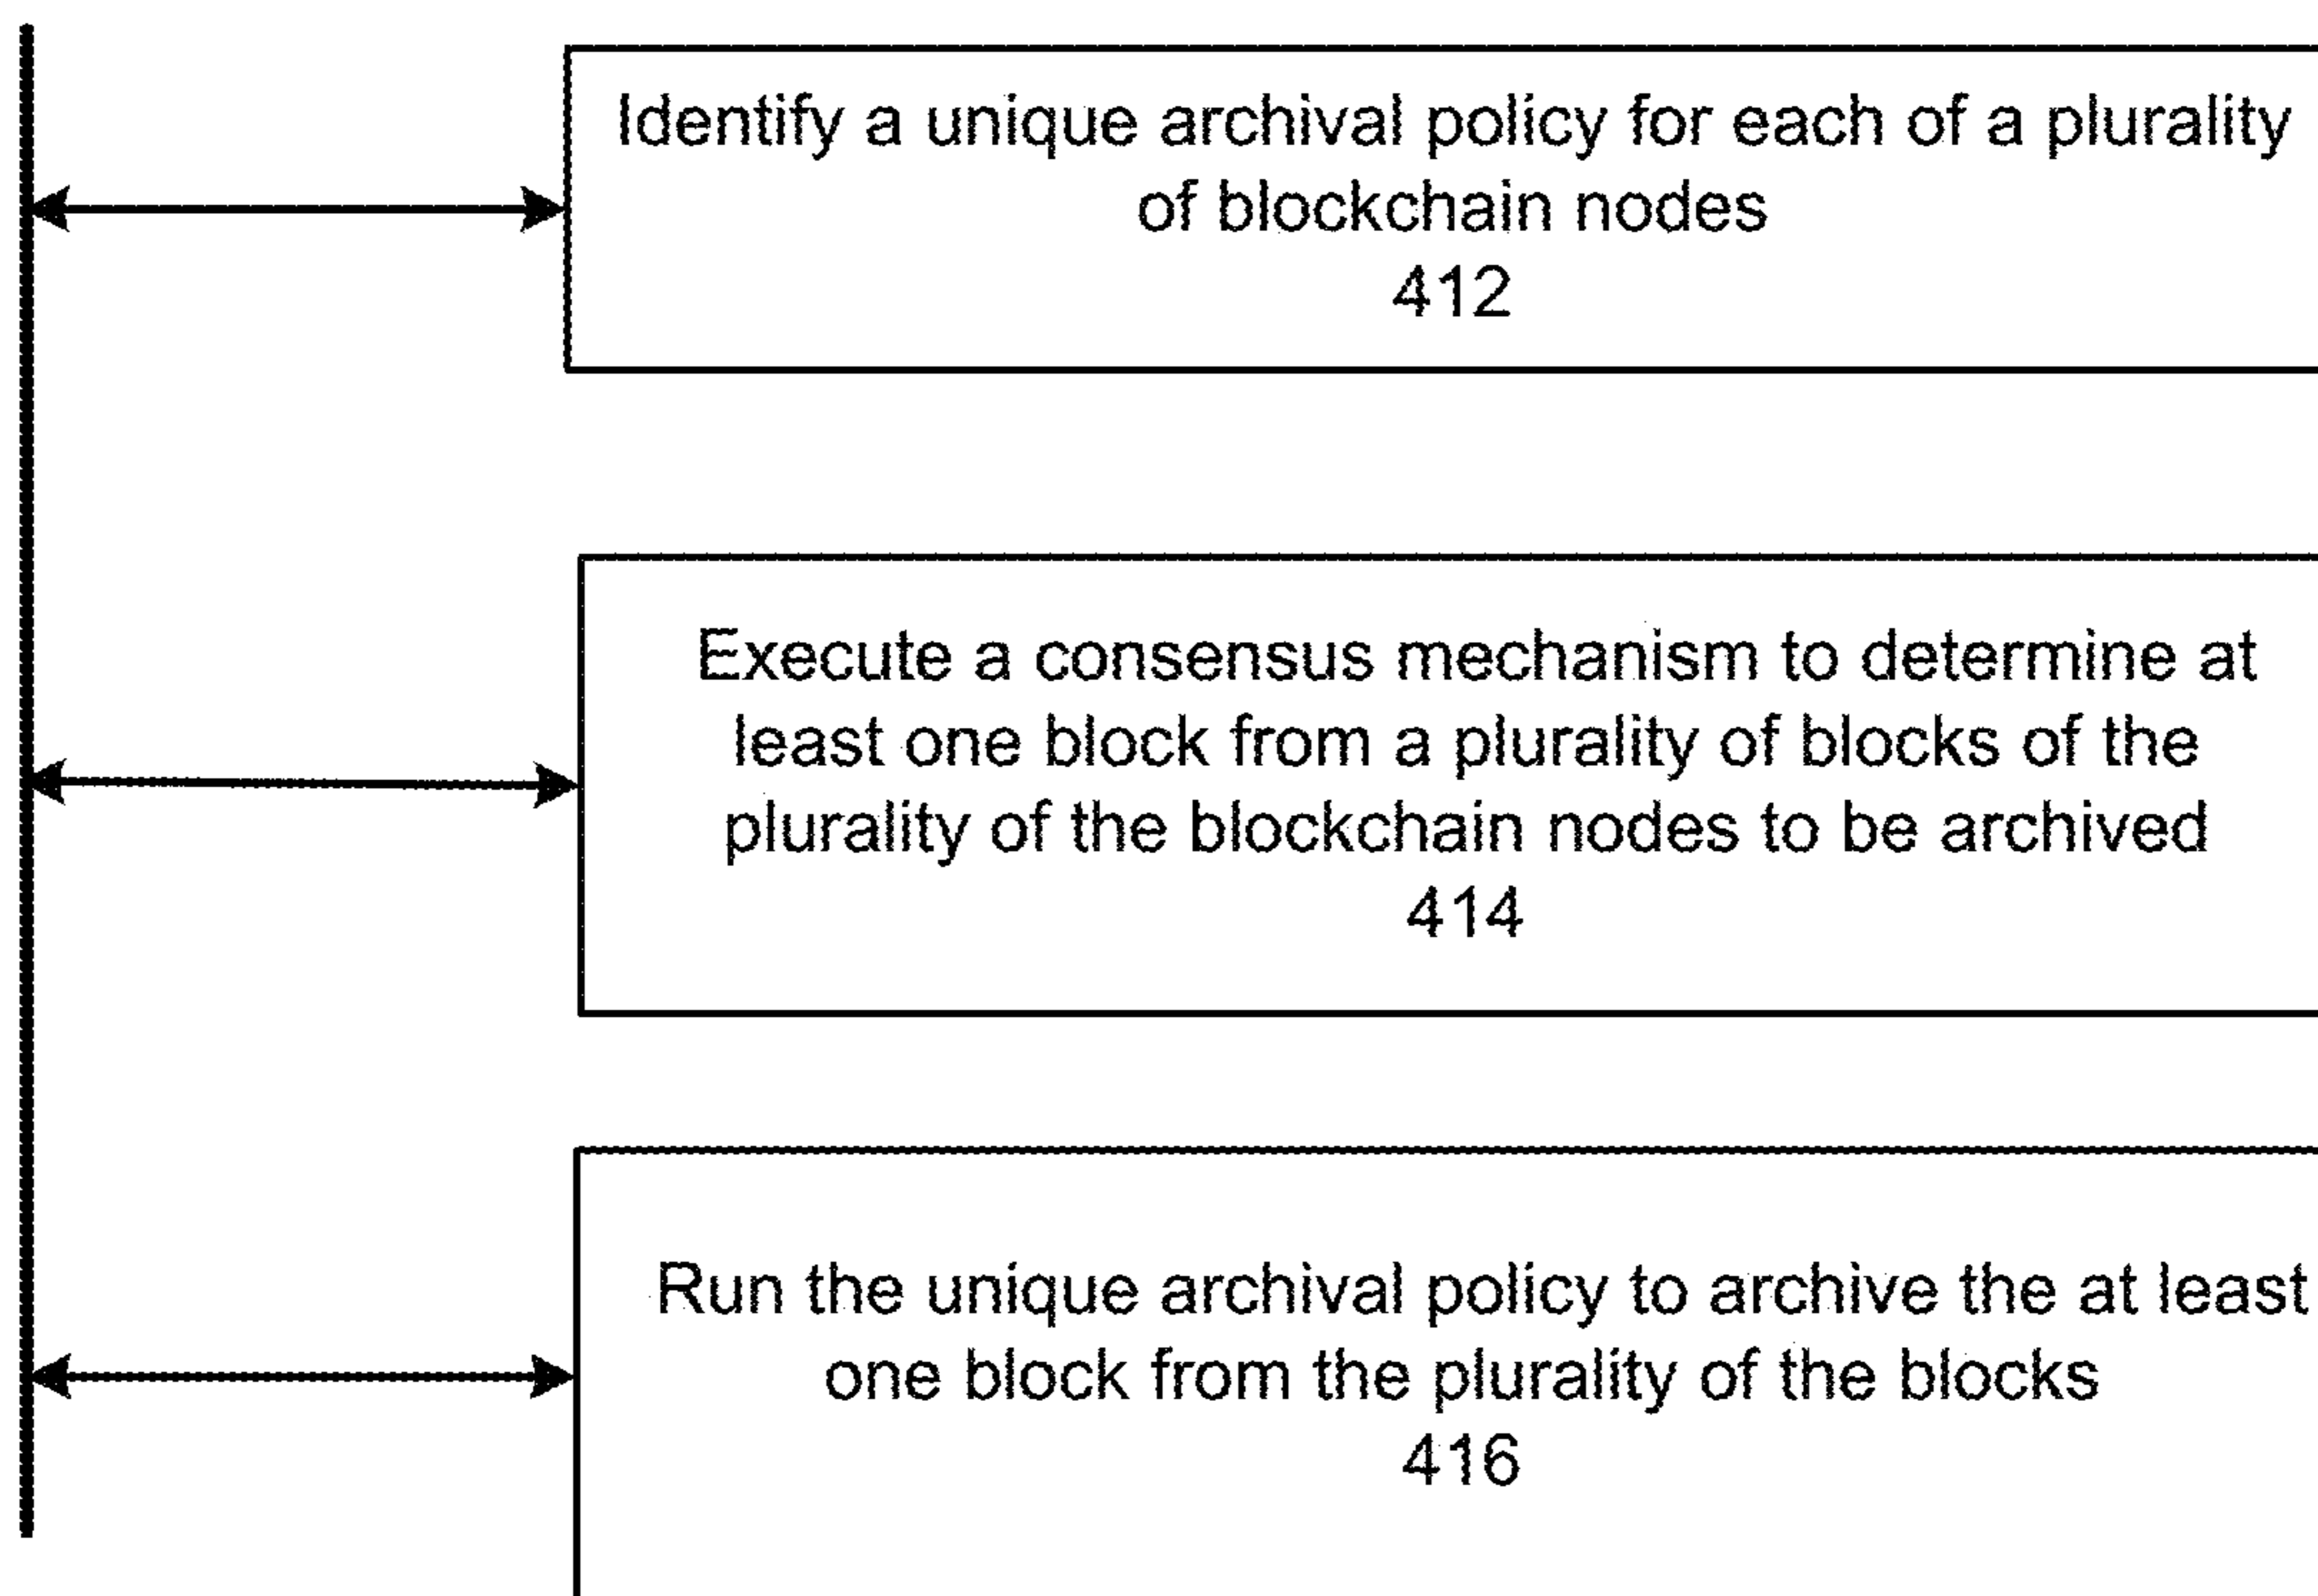 Identify a unique archival policy for each of a plurality
of blockchain nodes
412
Execute a consensus mechanism to determine at
least one block from a plurality of blocks of the
plurality of the blockchain nodes to be archived
414
Run the unique archival policy to archive the at least
one block from the plurality of the blocks
416